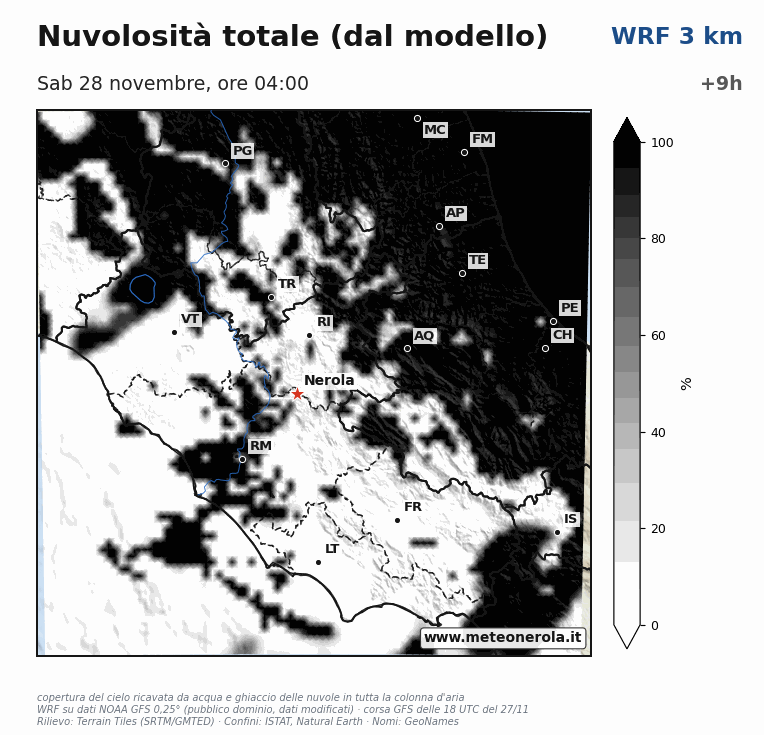 Nuvolosità totale (dal modello)
WRF 3 km
Sab 28 novembre, ore 04:00
+9h
MC
FM
PG
AP
TE
TR
PE
VT
RI
AQ
CH
Nerola
RM
FR
IS
LT
www.meteonerola.it
100
80
60
40
20
0
%
copertura del cielo ricavata da acqua e ghiaccio delle nuvole in tutta la colonna d'aria
WRF su dati NOAA GFS 0,25° (pubblico dominio, dati modificati) · corsa GFS delle 18 UTC del 27/11
Rilievo: Terrain Tiles (SRTM/GMTED) · Confini: ISTAT, Natural Earth · Nomi: GeoNames